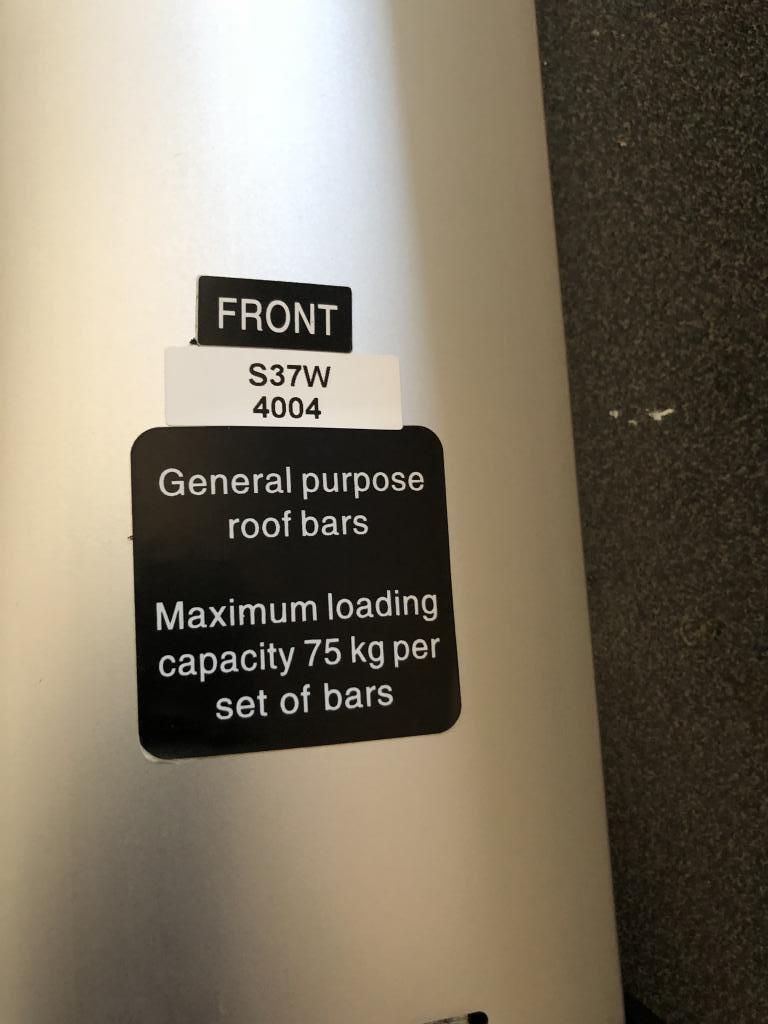 FRONT
S37W
4004
General purpose
roof bars
Maximum loading
capacity 75 kg per
set of bars